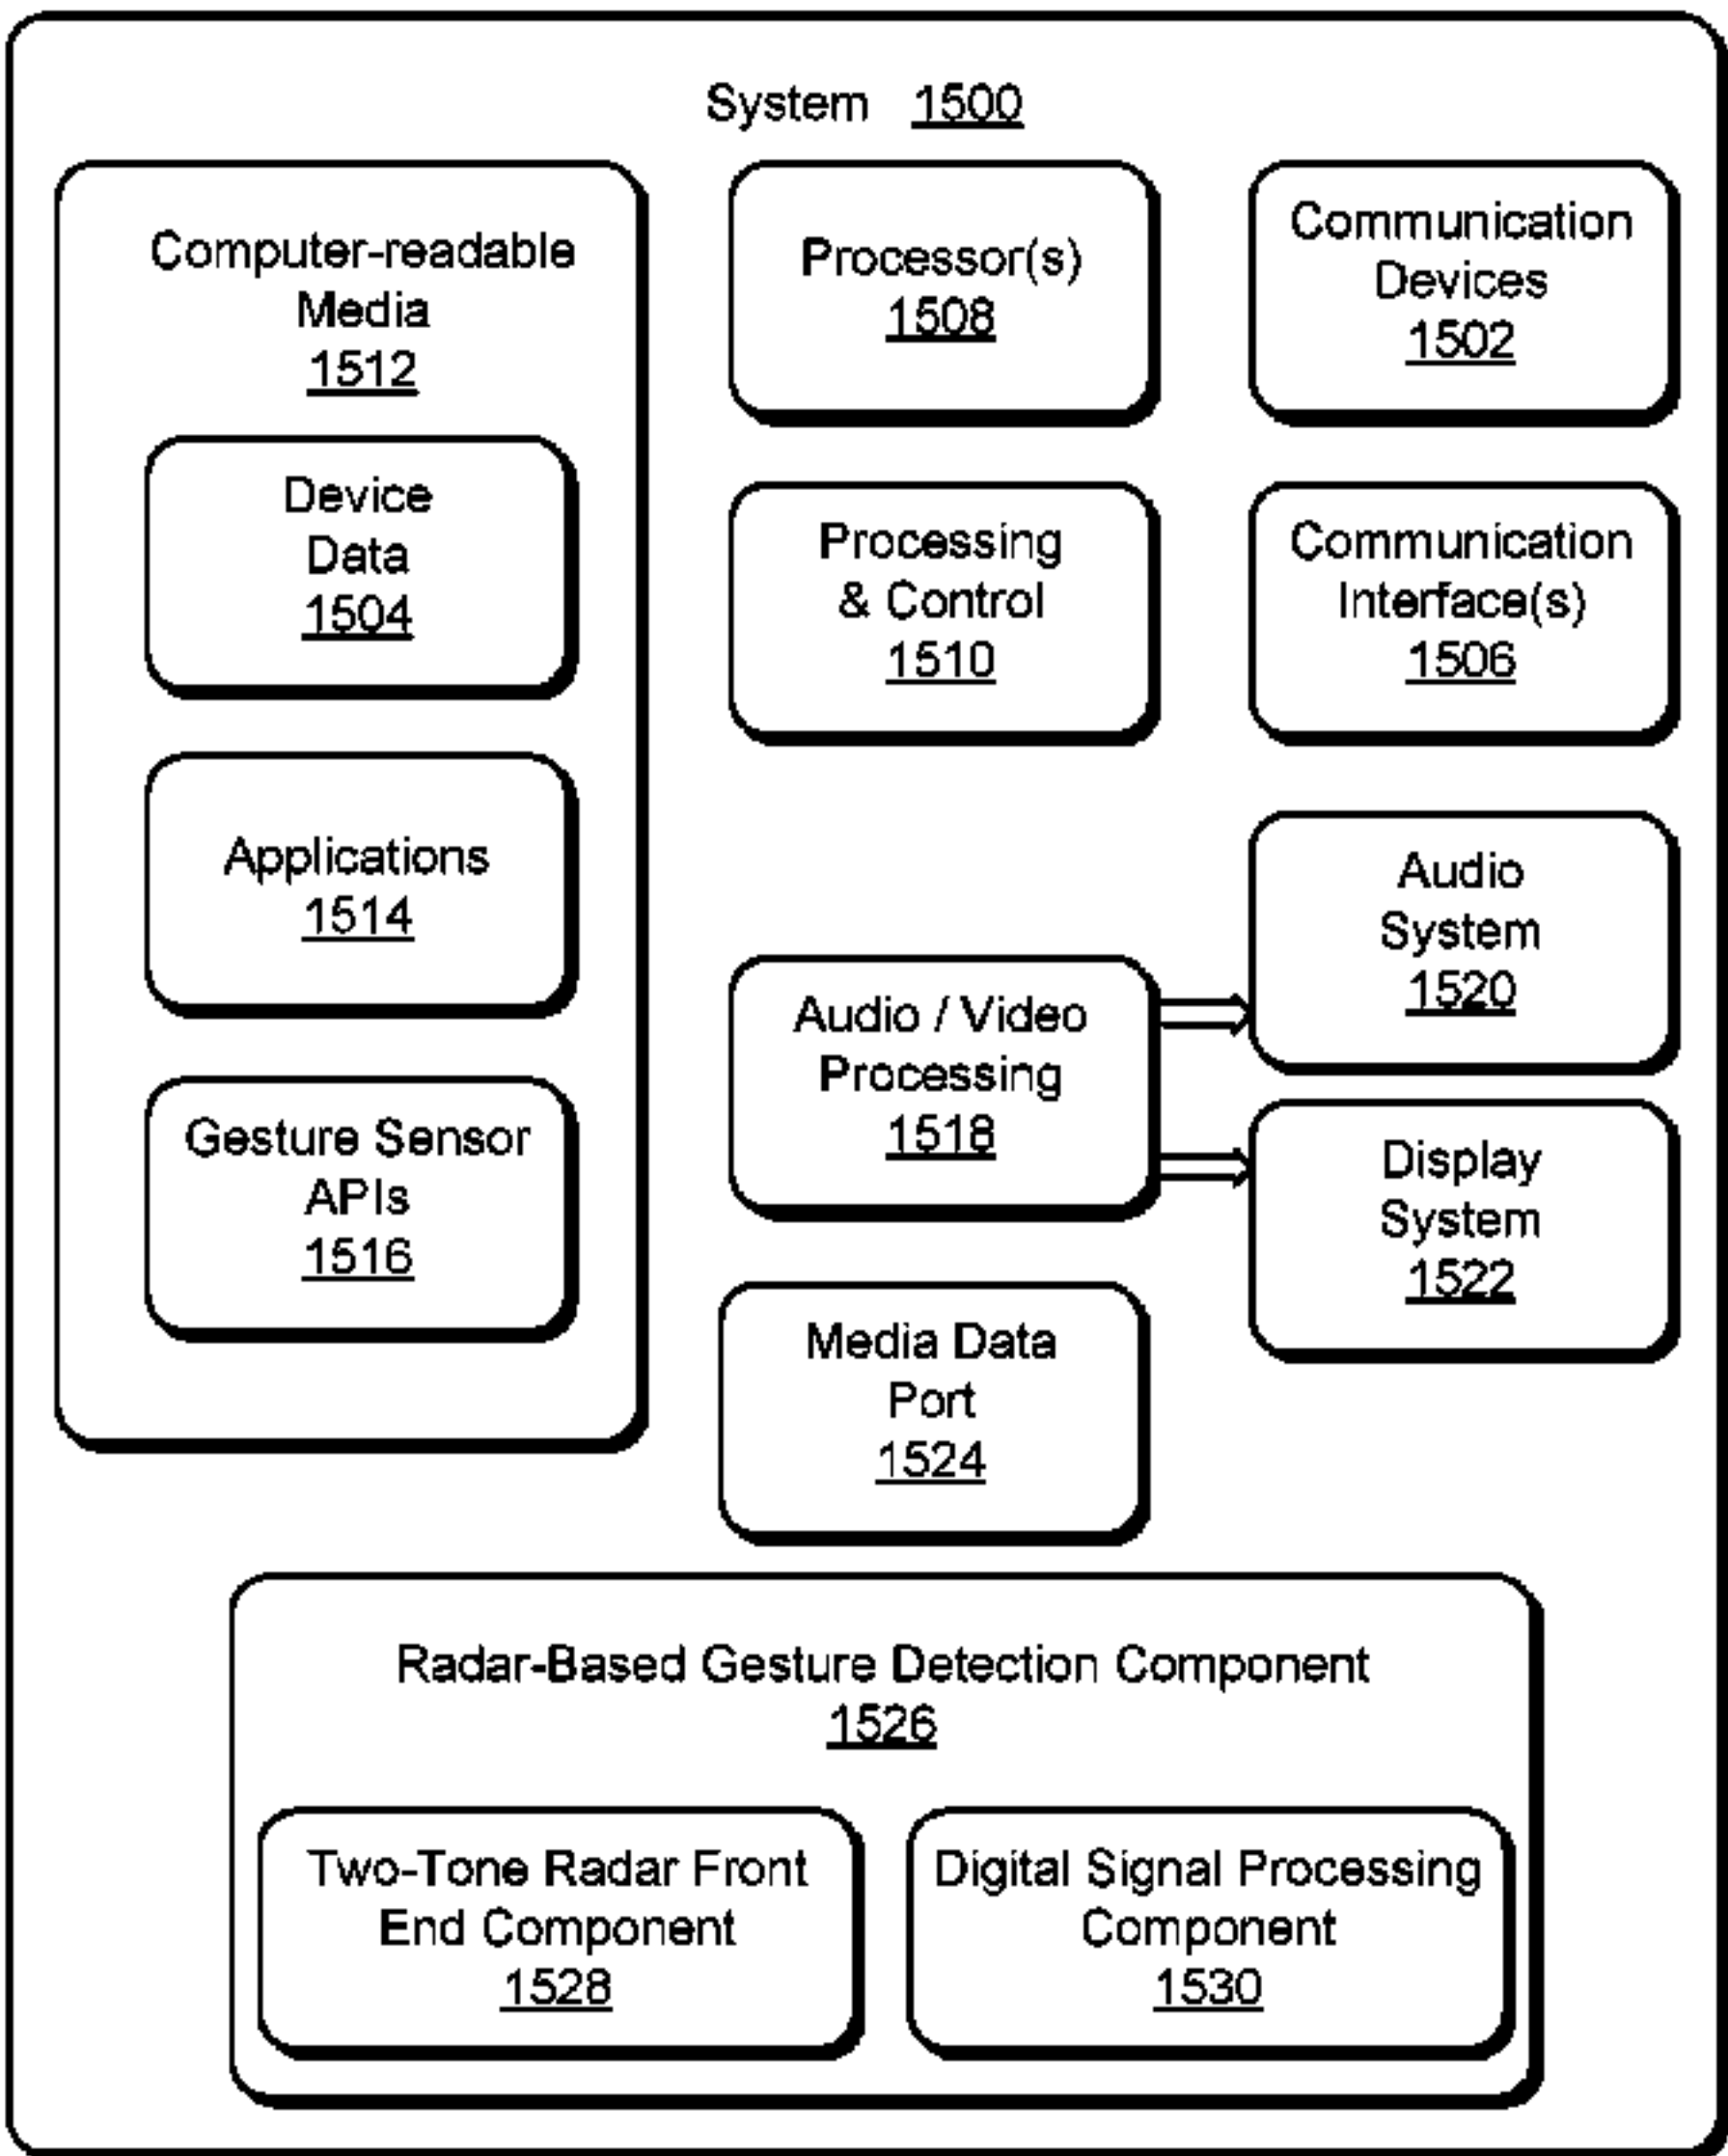 System 1500
Computer-readable
Media
1512
Device
Data
1504
Applications
1514
Gesture Sensor
APIs
1516
Processor(s)
1508
Communication
Devices
1502
Processing
& Control
1510
Communication
Interface(s)
1506
Audio / Video
Processing
1518
Audio
System
1520
Display
System
1522
Media Data
Port
1524
Radar-Based Gesture Detection Component
1526
Two-Tone Radar Front
End Component
1528
Digital Signal Processing
Component
1530